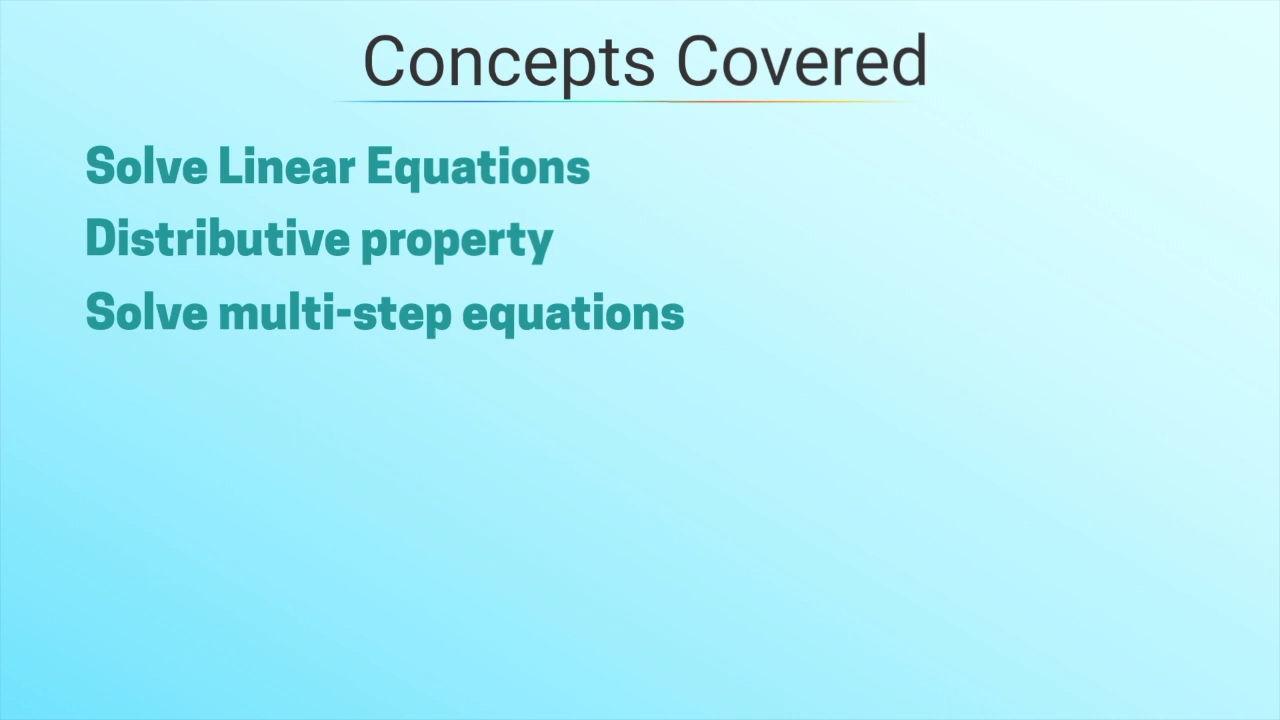 Concepts Covered
Solve Linear Equations
Distributive property
Solve multi-step equations